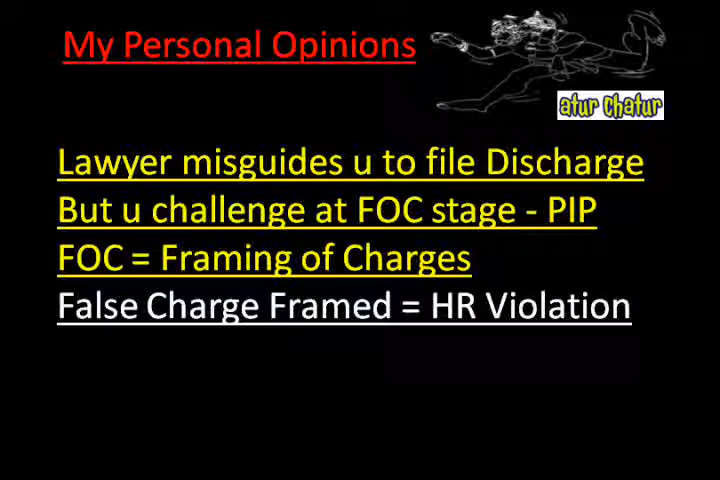 My Personal Opinions
atur chatur
Lawyer misguides u to file Discharge
But u challenge at FOC stage - PIP
FOC = Framing of Charges
False Charge Framed = HR Violation